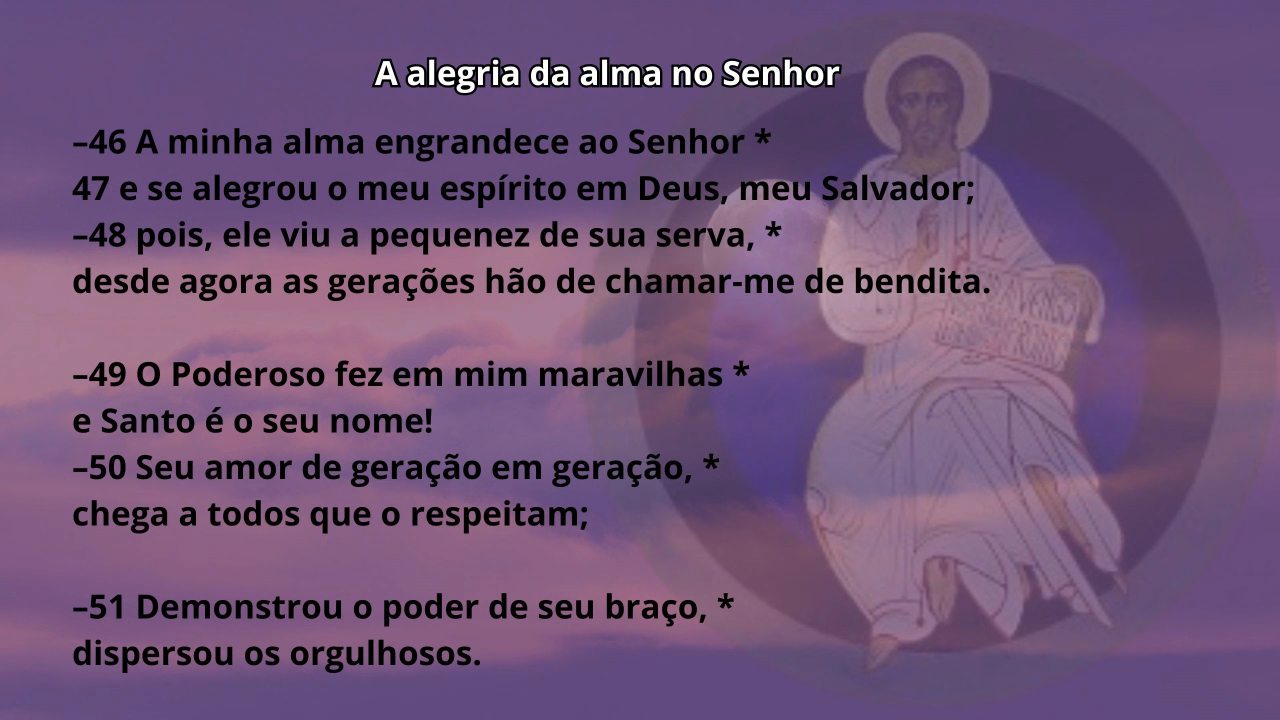 A alegria da alma no Senhor
–46 A minha alma engrandece ao Senhor *
47 e se alegrou o meu espírito em Deus, meu Salvador;
–48 pois, ele viu a pequenez de sua serva, *
desde agora as gerações hão de chamar-me de bendita.
–49 O Poderoso fez em mim maravilhas *
e Santo é o seu nome!
–50 Seu amor de geração em geração, *
chega a todos que o respeitam;
–51 Demonstrou o poder de seu braço, *
dispersou os orgulhosos.